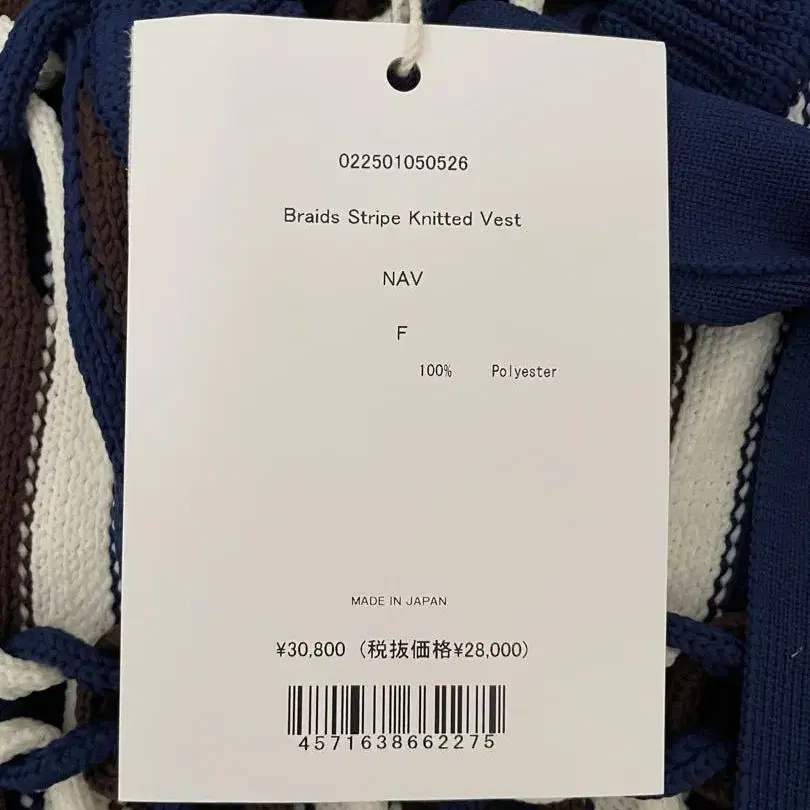 022501050526
Braids Stripe Knitted Vest
NAV
F
100% Polyester
MADE IN JAPAN
¥30,800 (税抜価格¥28,000)
4571638662275